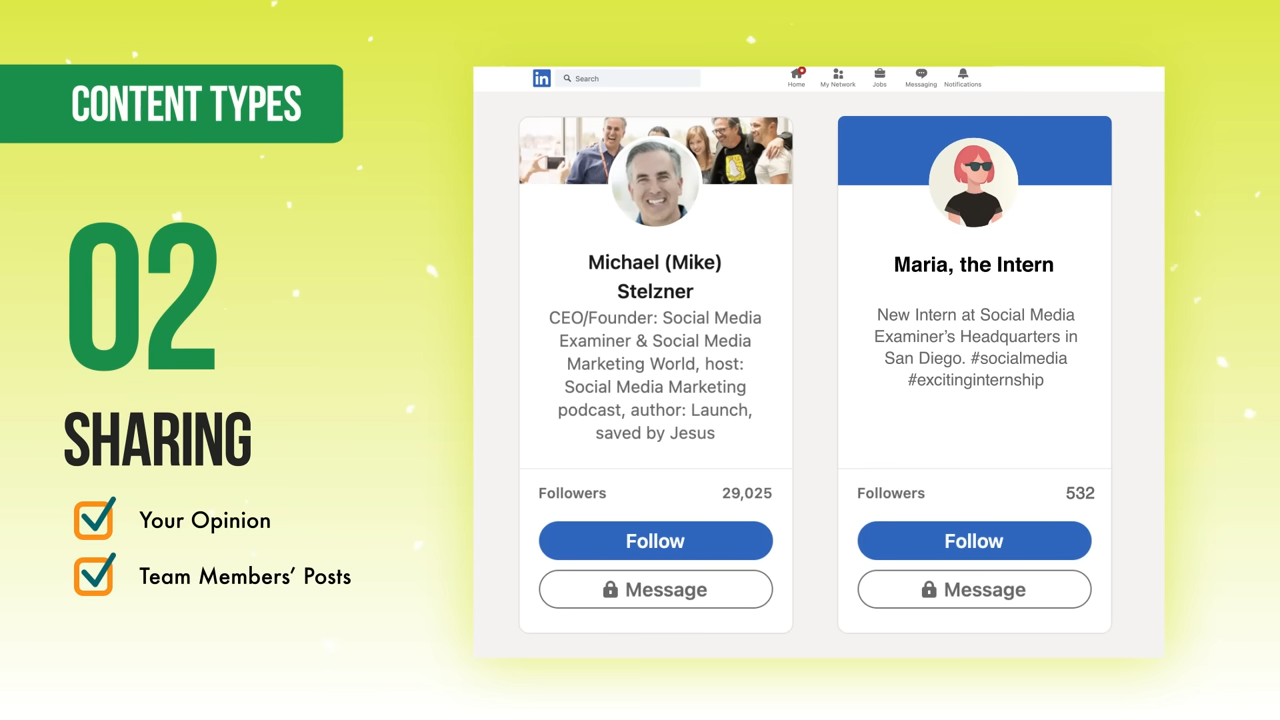 CONTENT TYPES
02
SHARING
Your Opinion
Team Members' Posts
in
Search
Home
My Network
Jobs
Messaging
Notifications
Michael (Mike)
Stelzner
CEO/Founder: Social Media
Examiner & Social Media
Marketing World, host:
Social Media Marketing
podcast, author: Launch,
saved by Jesus
Followers 29,025
Follow
Message
Maria, the Intern
New Intern at Social Media
Examiner's Headquarters in
San Diego. #socialmedia
#excitinginternship
Followers 532
Follow
Message